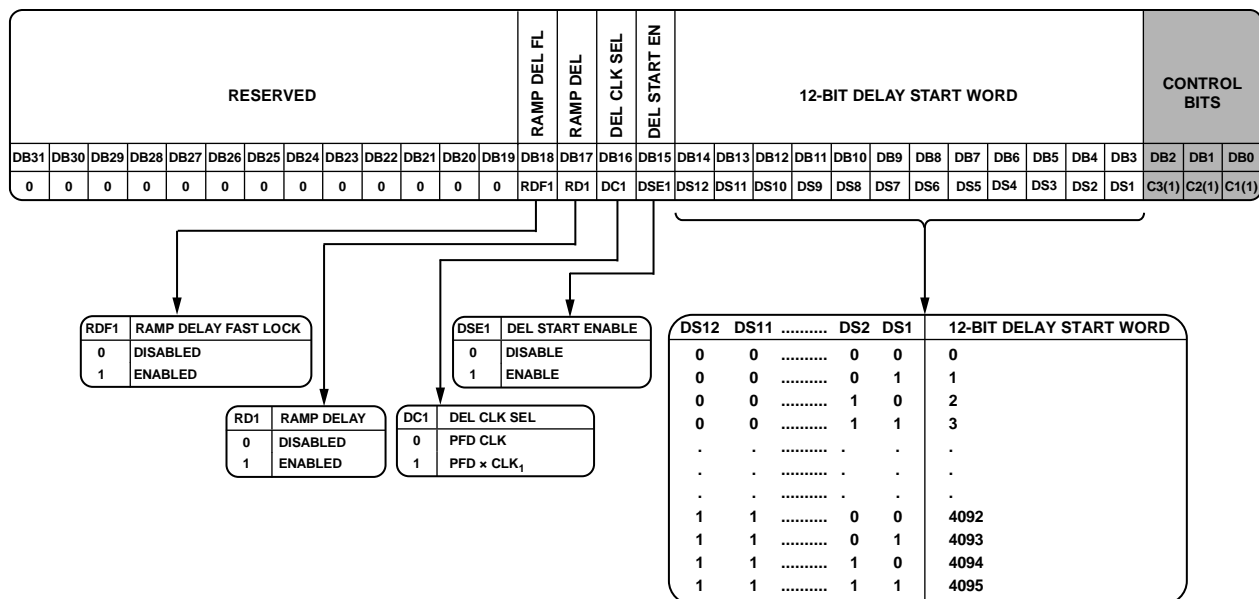 RESERVED
RAMP DEL FL
RAMP DEL
DEL CLK SEL
DEL START EN
12-BIT DELAY START WORD
CONTROL
BITS
DB31 DB30 DB29 DB28 DB27 DB26 DB25 DB24 DB23 DB22 DB21 DB20 DB19 DB18 DB17 DB16 DB15 DB14 DB13 DB12 DB11 DB10 DB9 DB8 DB7 DB6 DB5 DB4 DB3 DB2 DB1 DB0
0 0 0 0 0 0 0 0 0 0 0 0 0 RDF1 RD1 DC1 DSE1 DS12 DS11 DS10 DS9 DS8 DS7 DS6 DS5 DS4 DS3 DS2 DS1 C3(1) C2(1) C1(1)
RDF1 RAMP DELAY FAST LOCK
0 DISABLED
1 ENABLED
DSE1 DEL START ENABLE
0 DISABLE
1 ENABLE
RD1 RAMP DELAY
0 DISABLED
1 ENABLED
DC1 DEL CLK SEL
0 PFD CLK
1 PFD × CLK1
DS12 DS11 .......... DS2 DS1 12-BIT DELAY START WORD
0 0 .......... 0 0 0
0 0 .......... 0 1 1
0 0 .......... 1 0 2
0 0 .......... 1 1 3
. . .......... . . .
. . .......... . . .
. . .......... . . .
1 1 .......... 0 0 4092
1 1 .......... 0 1 4093
1 1 .......... 1 0 4094
1 1 .......... 1 1 4095